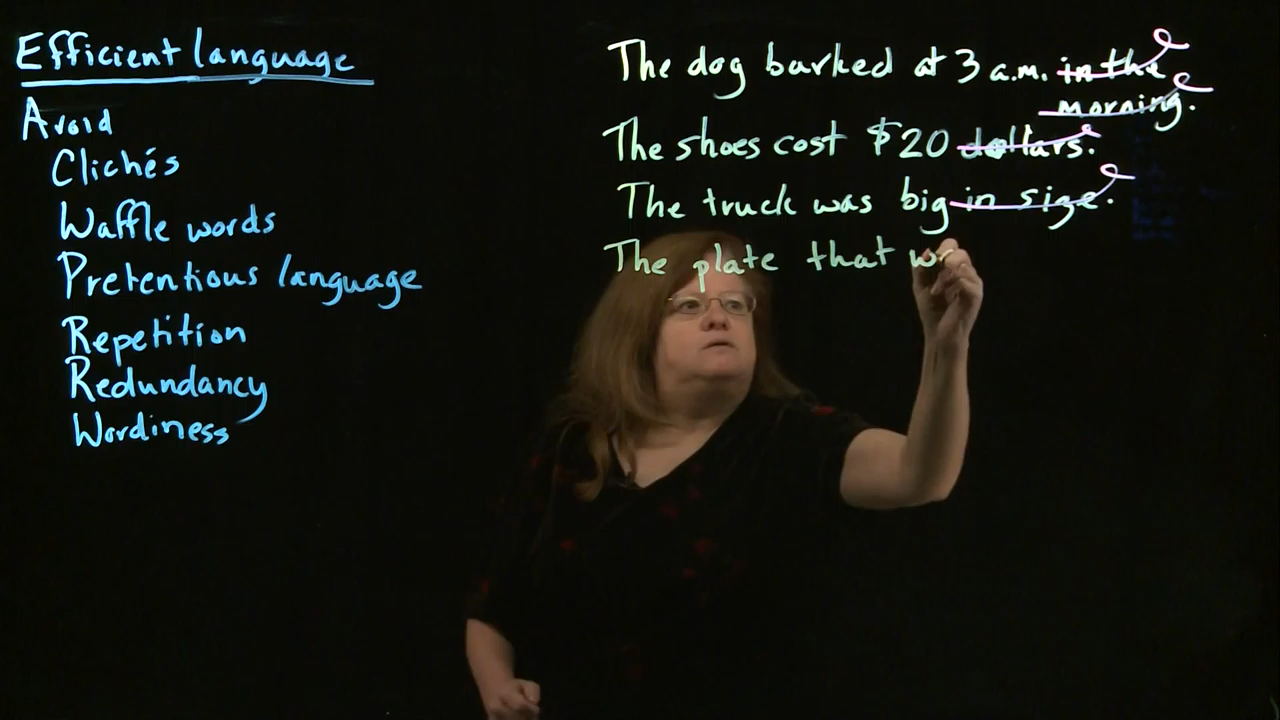 Efficient language
Avoid
Clichés
Waffle words
Pretentious language
Repetition
Redundancy
Wordiness
The dog barked at 3 a.m. in the
morning.
The shoes cost $20 dollars.
The truck was big in size.
The plate that w